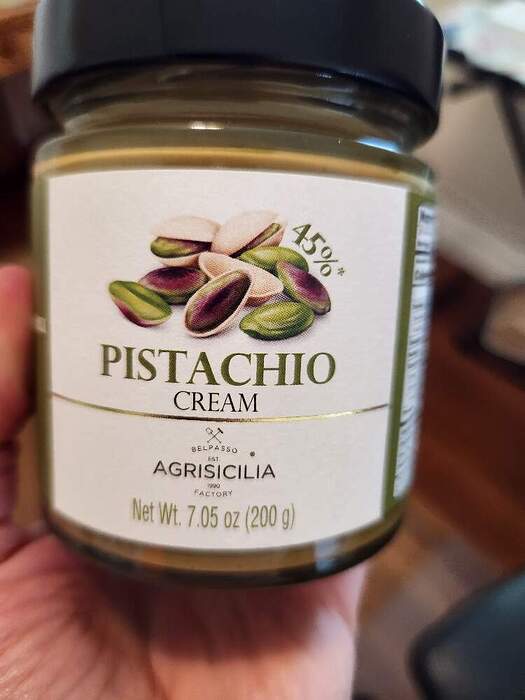 45%*
PISTACHIO
CREAM
BELPASSO
EST.
AGRISICILIA
1990
FACTORY
Net Wt. 7.05 oz (200 g)